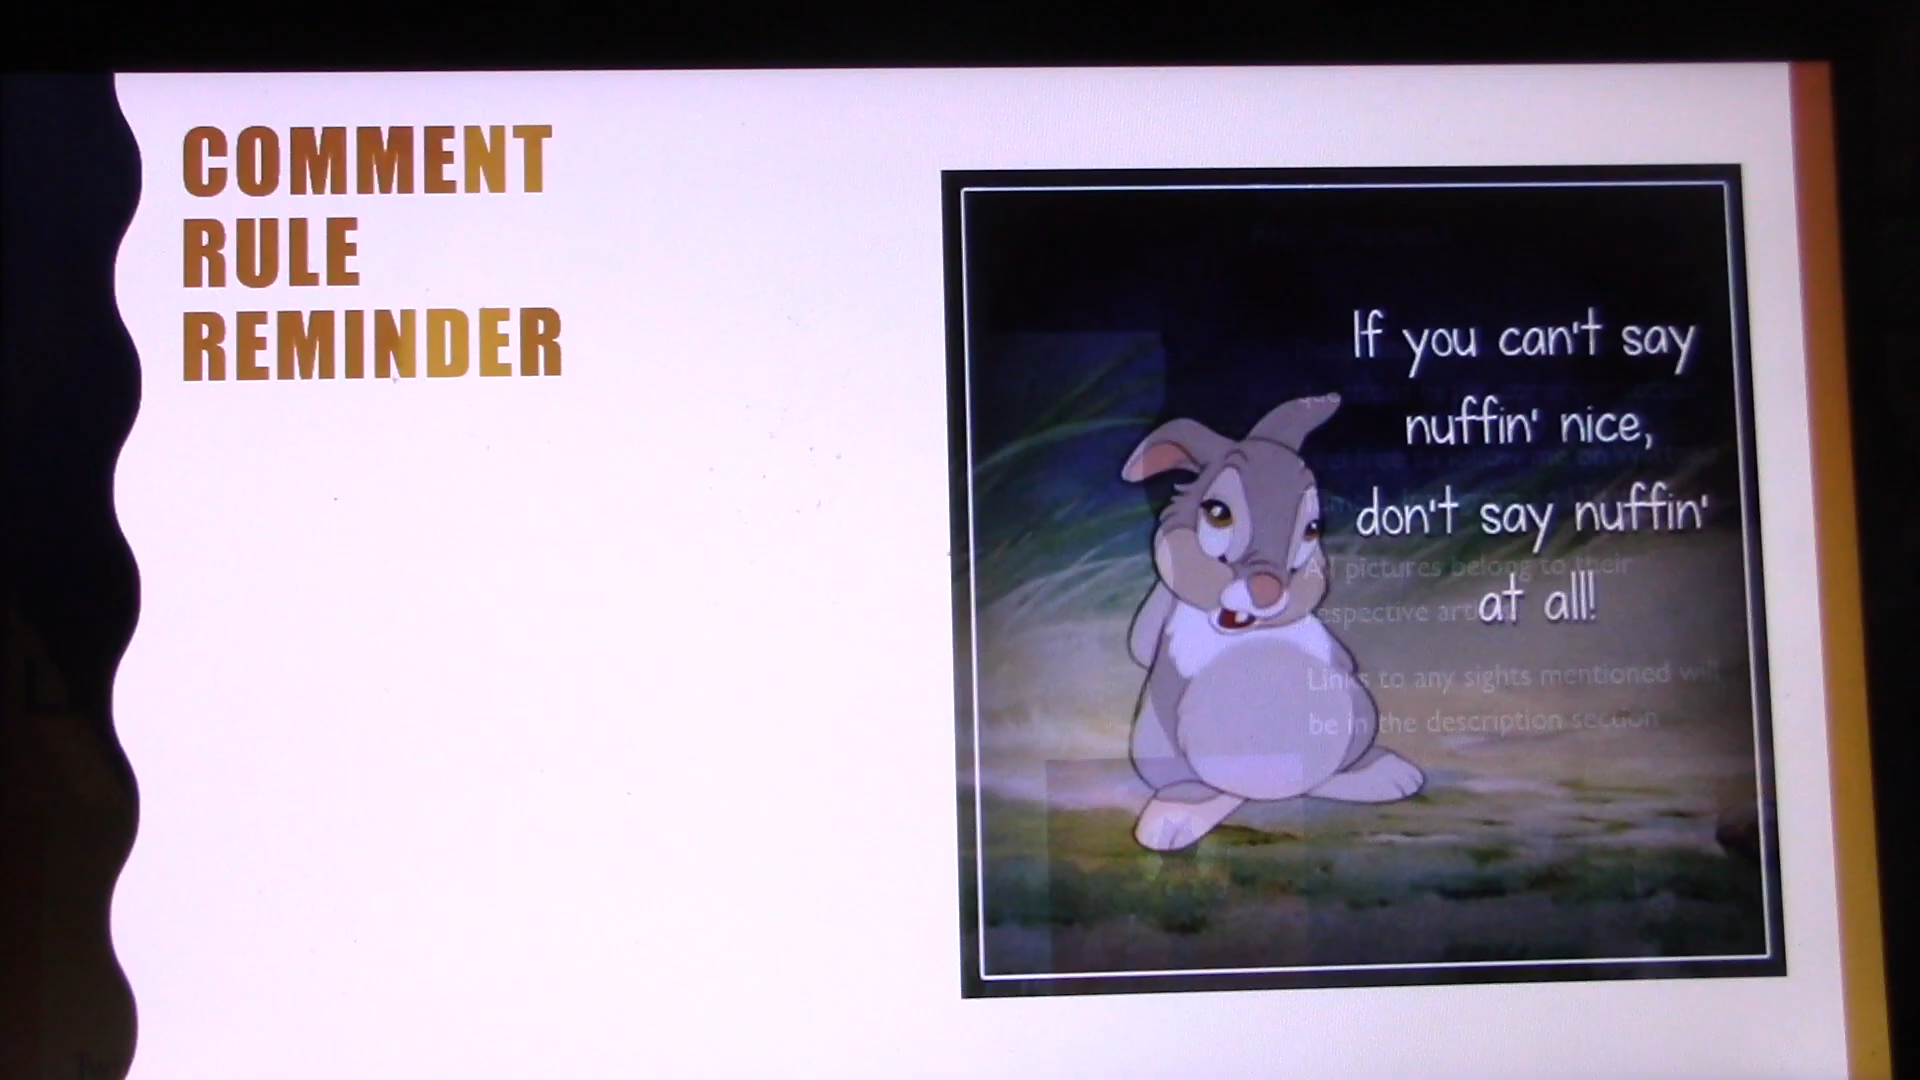 COMMENT
RULE
REMINDER
If you can't say
nuffin' nice,
don't say nuffin'
at all!
All pictures belong to their
respective
Links to any sights mentioned will
be in the description section